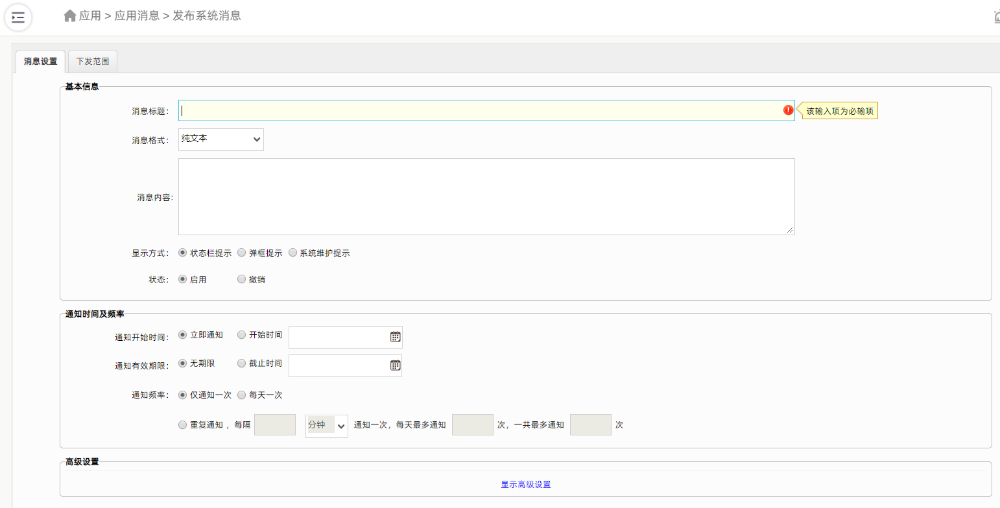 应用 > 应用消息 > 发布系统消息
消息设置 下发范围
基本信息
消息标题： 该输入项为必输项
消息格式： 纯文本
消息内容：
显示方式： 状态栏提示 弹框提示 系统维护提示
状态： 启用 撤销
通知时间及频率
通知开始时间： 立即通知 开始时间
通知有效期限： 无期限 截止时间
通知频率： 仅通知一次 每天一次
重复通知 ，每隔 分钟 通知一次，每天最多通知 次，一共最多通知 次
高级设置
显示高级设置